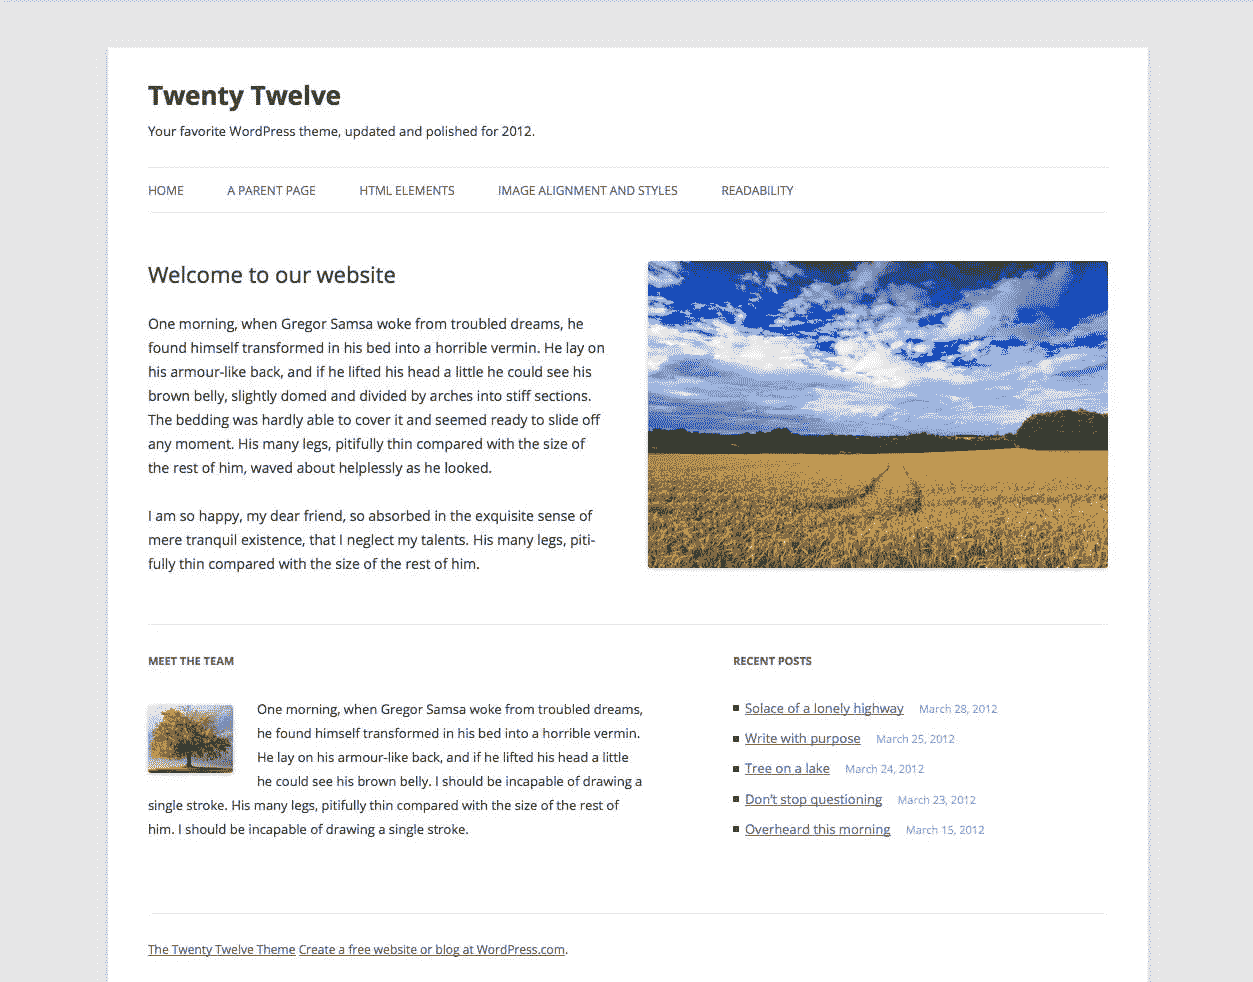 Twenty Twelve
Your favorite WordPress theme, updated and polished for 2012.
HOME A PARENT PAGE HTML ELEMENTS IMAGE ALIGNMENT AND STYLES READABILITY
Welcome to our website
One morning, when Gregor Samsa woke from troubled dreams, he
found himself transformed in his bed into a horrible vermin. He lay on
his armour-like back, and if he lifted his head a little he could see his
brown belly, slightly domed and divided by arches into stiff sections.
The bedding was hardly able to cover it and seemed ready to slide off
any moment. His many legs, pitifully thin compared with the size of
the rest of him, waved about helplessly as he looked.
I am so happy, my dear friend, so absorbed in the exquisite sense of
mere tranquil existence, that I neglect my talents. His many legs, piti-
fully thin compared with the size of the rest of him.
MEET THE TEAM
One morning, when Gregor Samsa woke from troubled dreams,
he found himself transformed in his bed into a horrible vermin.
He lay on his armour-like back, and if he lifted his head a little
he could see his brown belly. I should be incapable of drawing a
single stroke. His many legs, pitifully thin compared with the size of the rest of
him. I should be incapable of drawing a single stroke.
RECENT POSTS
Solace of a lonely highway March 28, 2012
Write with purpose March 25, 2012
Tree on a lake March 24, 2012
Don't stop questioning March 23, 2012
Overheard this morning March 15, 2012
The Twenty Twelve Theme Create a free website or blog at WordPress.com.